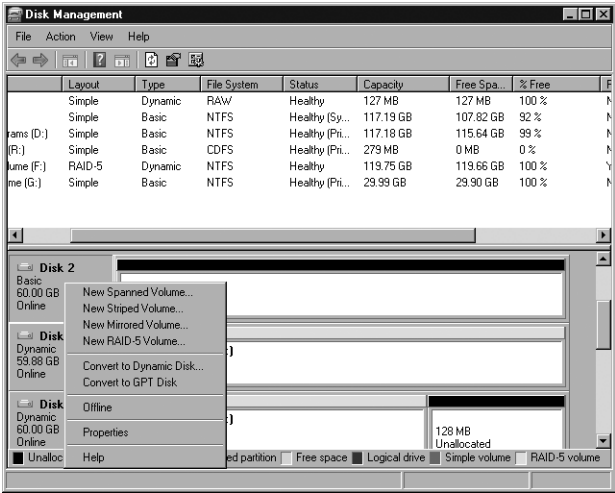 Disk Management
File Action View Help
Layout Type File System Status Capacity Free Spa... % Free
Simple Dynamic RAW Healthy 127 MB 127 MB 100 %
Simple Basic NTFS Healthy (Sy... 117.19 GB 107.82 GB 92 %
rams (D:) Simple Basic NTFS Healthy (Pri... 117.18 GB 115.64 GB 99 %
(R:) Simple Basic CDFS Healthy (Pri... 279 MB 0 MB 0 %
lume (F:) RAID-5 Dynamic NTFS Healthy 119.75 GB 119.66 GB 100 %
me (G:) Simple Basic NTFS Healthy (Pri... 29.99 GB 29.90 GB 100 %
Disk 2
Basic
60.00 GB
Online
New Spanned Volume...
New Striped Volume...
New Mirrored Volume...
New RAID-5 Volume...
Convert to Dynamic Disk...
Convert to GPT Disk
Offline
Properties
Help
Disk
Dynamic
59.88 GB
Online
:)
Disk
Dynamic
60.00 GB
Online
:)
128 MB
Unallocated
Unalloc ed partition Free space Logical drive Simple volume RAID-5 volume